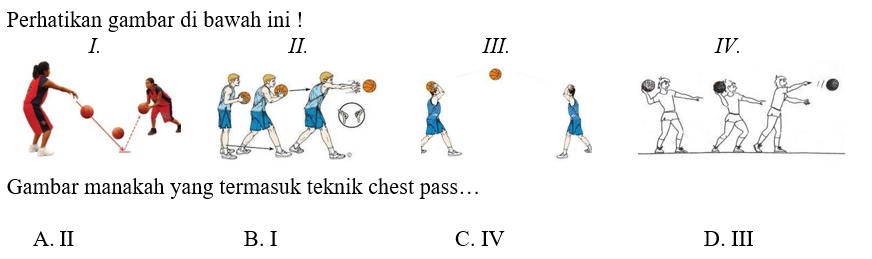 Perhatikan gambar di bawah ini !
I. II. III. IV.
Gambar manakah yang termasuk teknik chest pass…
A. II B. I C. IV D. III